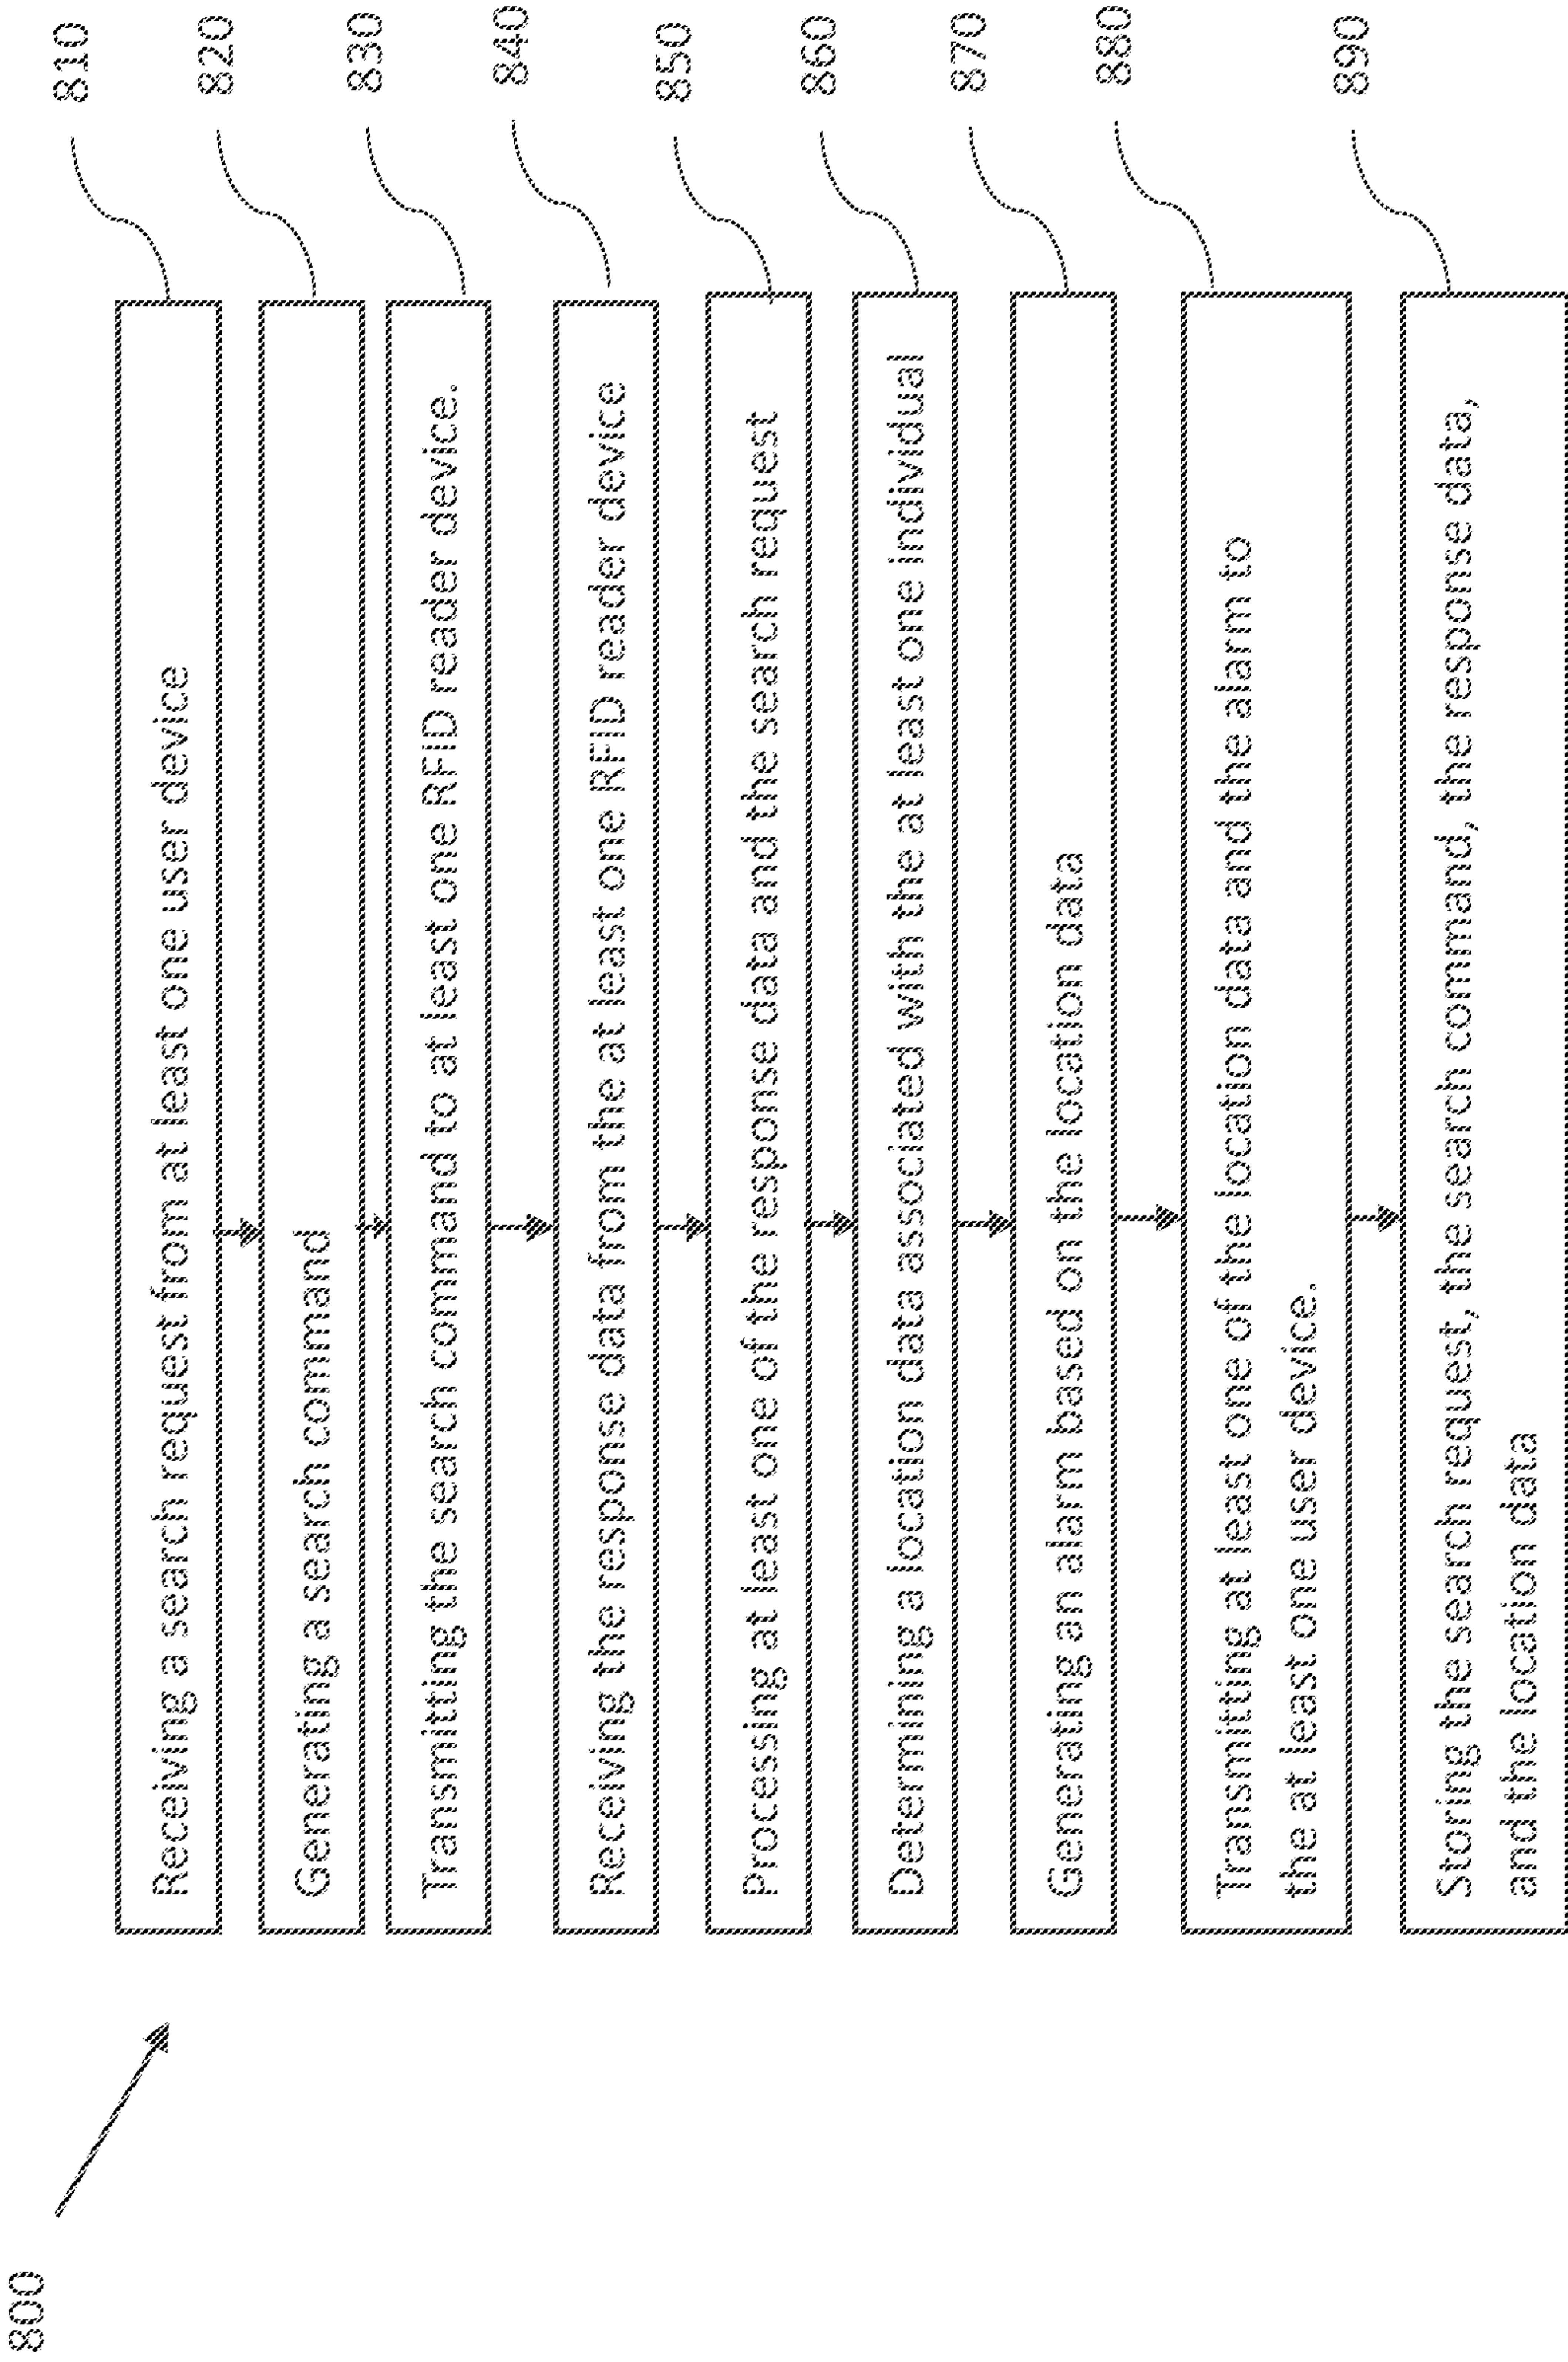 800
810
Receiving a search request from at least one user device
820
Generating a search command
830
Transmitting the search command to at least one RFID reader device.
840
Receiving the response data from the at least one RFID reader device
850
Processing at least one of the response data and the search request
860
Determining a location data associated with the at least one individual
870
Generating an alarm based on the location data
880
Transmitting at least one of the location data and the alarm to
the at least one user device.
890
Storing the search request, the search command, the response data,
and the location data